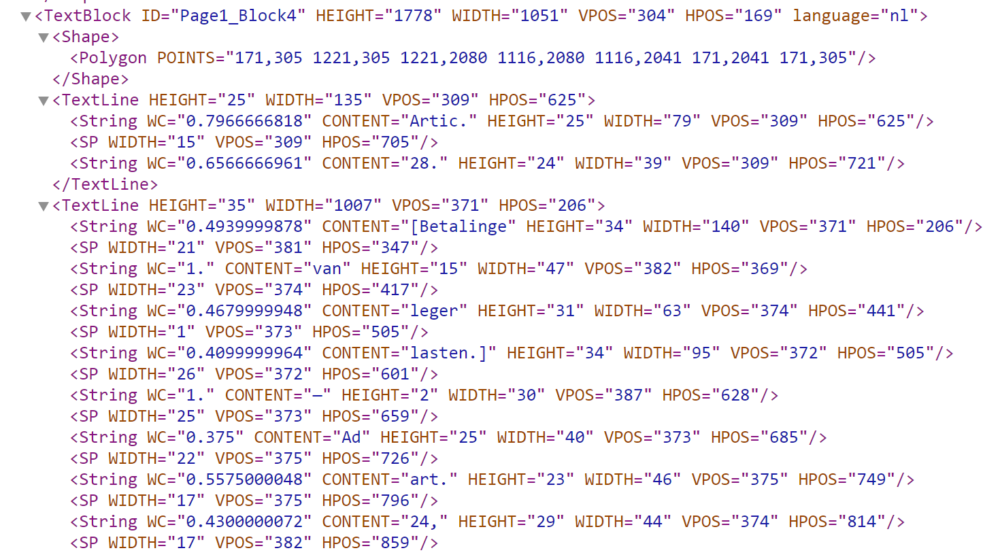 ▼<TextBlock ID="Page1_Block4" HEIGHT="1778" WIDTH="1051" VPOS="304" HPOS="169" language="nl">
▼<Shape>
<Polygon POINTS="171,305 1221,305 1221,2080 1116,2080 1116,2041 171,2041 171,305"/>
</Shape>
▼<TextLine HEIGHT="25" WIDTH="135" VPOS="309" HPOS="625">
<String WC="0.7966666818" CONTENT="Artic." HEIGHT="25" WIDTH="79" VPOS="309" HPOS="625"/>
<SP WIDTH="15" VPOS="309" HPOS="705"/>
<String WC="0.6566666961" CONTENT="28." HEIGHT="24" WIDTH="39" VPOS="309" HPOS="721"/>
</TextLine>
▼<TextLine HEIGHT="35" WIDTH="1007" VPOS="371" HPOS="206">
<String WC="0.4939999878" CONTENT="[Betalinge" HEIGHT="34" WIDTH="140" VPOS="371" HPOS="206"/>
<SP WIDTH="21" VPOS="381" HPOS="347"/>
<String WC="1." CONTENT="van" HEIGHT="15" WIDTH="47" VPOS="382" HPOS="369"/>
<SP WIDTH="23" VPOS="374" HPOS="417"/>
<String WC="0.4679999948" CONTENT="leger" HEIGHT="31" WIDTH="63" VPOS="374" HPOS="441"/>
<SP WIDTH="1" VPOS="373" HPOS="505"/>
<String WC="0.4099999964" CONTENT="lasten.]" HEIGHT="34" WIDTH="95" VPOS="372" HPOS="505"/>
<SP WIDTH="26" VPOS="372" HPOS="601"/>
<String WC="1." CONTENT="—" HEIGHT="2" WIDTH="30" VPOS="387" HPOS="628"/>
<SP WIDTH="25" VPOS="373" HPOS="659"/>
<String WC="0.375" CONTENT="Ad" HEIGHT="25" WIDTH="40" VPOS="373" HPOS="685"/>
<SP WIDTH="22" VPOS="375" HPOS="726"/>
<String WC="0.5575000048" CONTENT="art." HEIGHT="23" WIDTH="46" VPOS="375" HPOS="749"/>
<SP WIDTH="17" VPOS="375" HPOS="796"/>
<String WC="0.4300000072" CONTENT="24," HEIGHT="29" WIDTH="44" VPOS="374" HPOS="814"/>
<SP WIDTH="17" VPOS="382" HPOS="859"/>